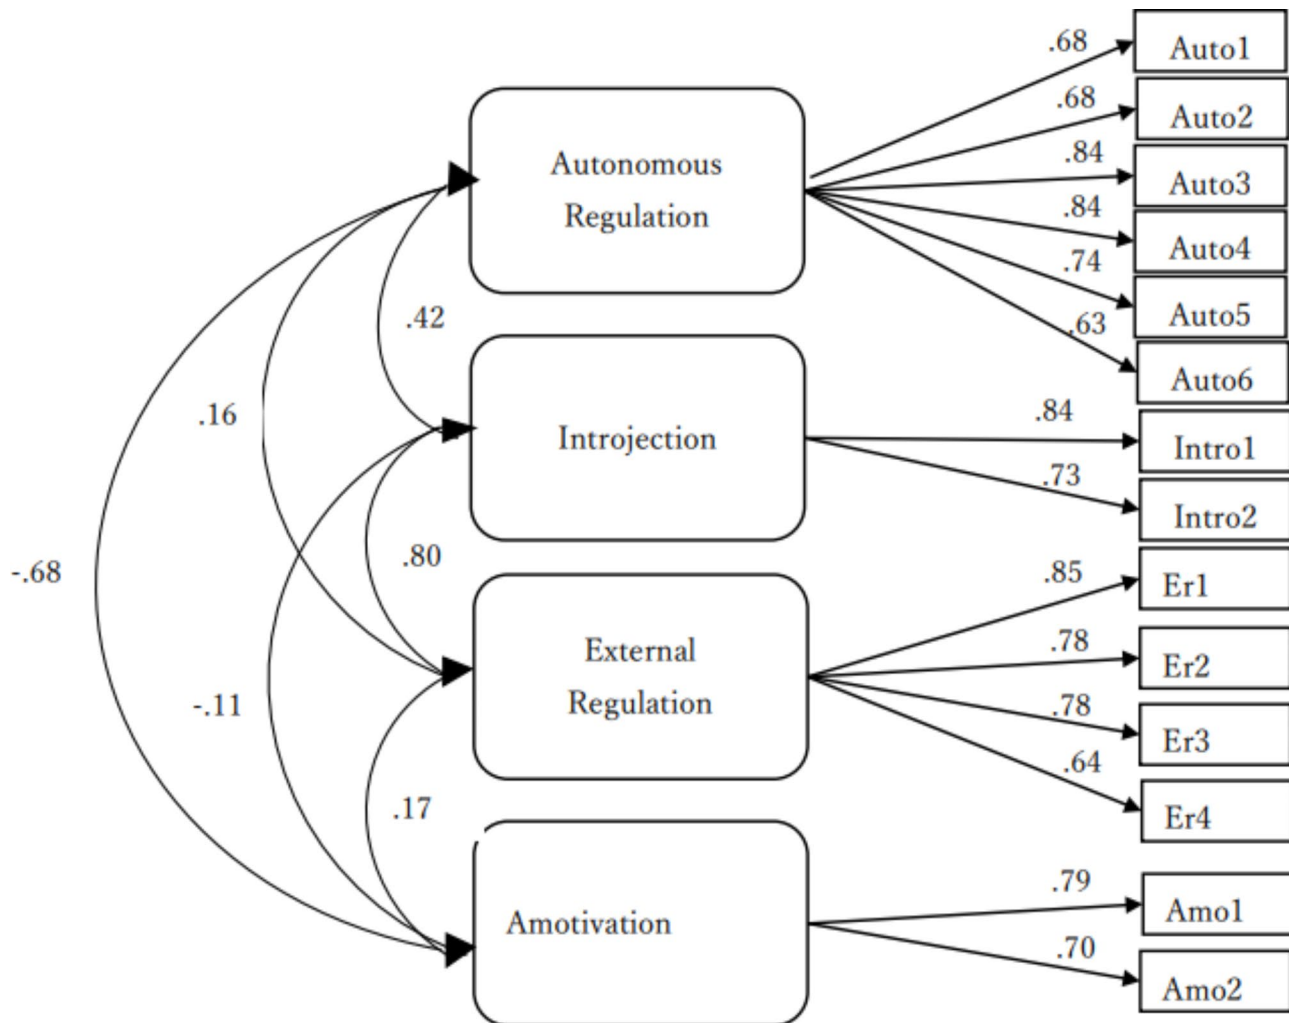 .68
Auto1
.68
Auto2
.84
Auto3
.84
Auto4
.74
Auto5
.63
Auto6
Autonomous
Regulation
.42
.16
.84
Intro1
Introjection
.73
Intro2
.80
-.68
.85
Er1
.78
Er2
External
Regulation
.78
Er3
.64
Er4
-.11
.17
.79
Amo1
Amotivation
.70
Amo2